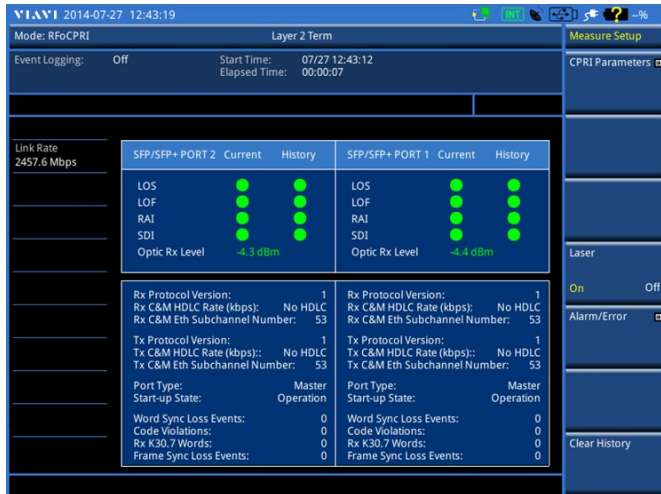 VIAVI 2014-07-27 12:43:19 INT --%
Mode: RFoCPRI Layer 2 Term Measure Setup
Event Logging: Off Start Time: 07/27 12:43:12
Elapsed Time: 00:00:07
CPRI Parameters
Link Rate
2457.6 Mbps
SFP/SFP+ PORT 2 Current History
LOS
LOF
RAI
SDI
Optic Rx Level -4.3 dBm
SFP/SFP+ PORT 1 Current History
LOS
LOF
RAI
SDI
Optic Rx Level -4.4 dBm
Rx Protocol Version: 1
Rx C&M HDLC Rate (kbps): No HDLC
Rx C&M Eth Subchannel Number: 53
Tx Protocol Version: 1
Tx C&M HDLC Rate (kbps):: No HDLC
Tx C&M Eth Subchannel Number: 53
Port Type: Master
Start-up State: Operation
Word Sync Loss Events: 0
Code Violations: 0
Rx K30.7 Words: 0
Frame Sync Loss Events: 0
Rx Protocol Version: 1
Rx C&M HDLC Rate (kbps): No HDLC
Rx C&M Eth Subchannel Number: 53
Tx Protocol Version: 1
Tx C&M HDLC Rate (kbps):: No HDLC
Tx C&M Eth Subchannel Number: 53
Port Type: Master
Start-up State: Operation
Word Sync Loss Events: 0
Code Violations: 0
Rx K30.7 Words: 0
Frame Sync Loss Events: 0
Laser
On Off
Alarm/Error
Clear History